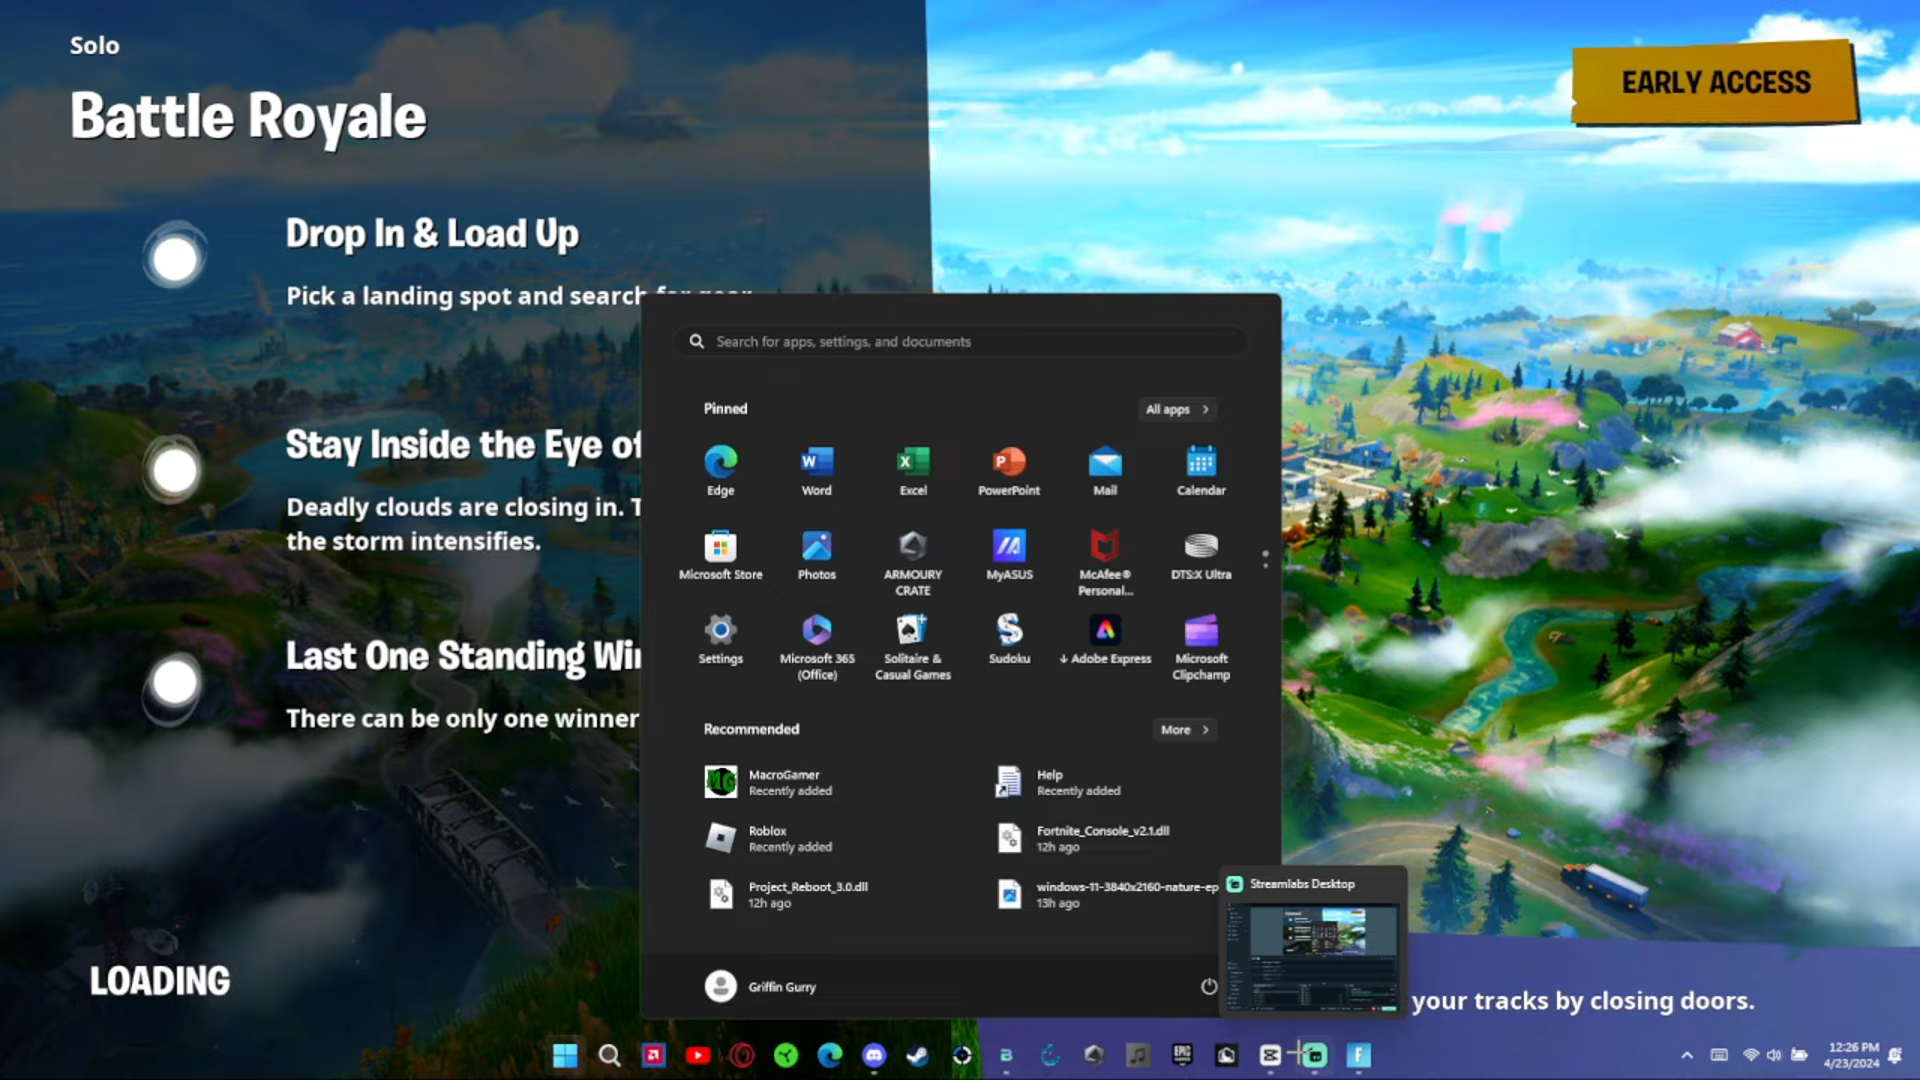 Solo
Battle Royale
EARLY ACCESS
Drop In & Load Up
Pick a landing spot and search for gear
Stay Inside the Eye of
Deadly clouds are closing in. T
the storm intensifies.
Last One Standing Win
There can be only one winner
LOADING
your tracks by closing doors.
Search for apps, settings, and documents
Pinned
All apps
Edge
Word
Excel
PowerPoint
Mail
Calendar
Microsoft Store
Photos
ARMOURY
CRATE
MyASUS
McAfee®
Personal...
DTS:X Ultra
Settings
Microsoft 365
(Office)
Solitaire &
Casual Games
Sudoku
Adobe Express
Microsoft
Clipchamp
Recommended
More
MacroGamer
Recently added
Help
Recently added
Roblox
Recently added
Fortnite_Console_v2.1.dll
12h ago
Project_Reboot_3.0.dll
12h ago
windows-11-3840x2160-nature-ep
13h ago
Streamlabs Desktop
Griffin Gurry
12:26 PM
4/23/2024